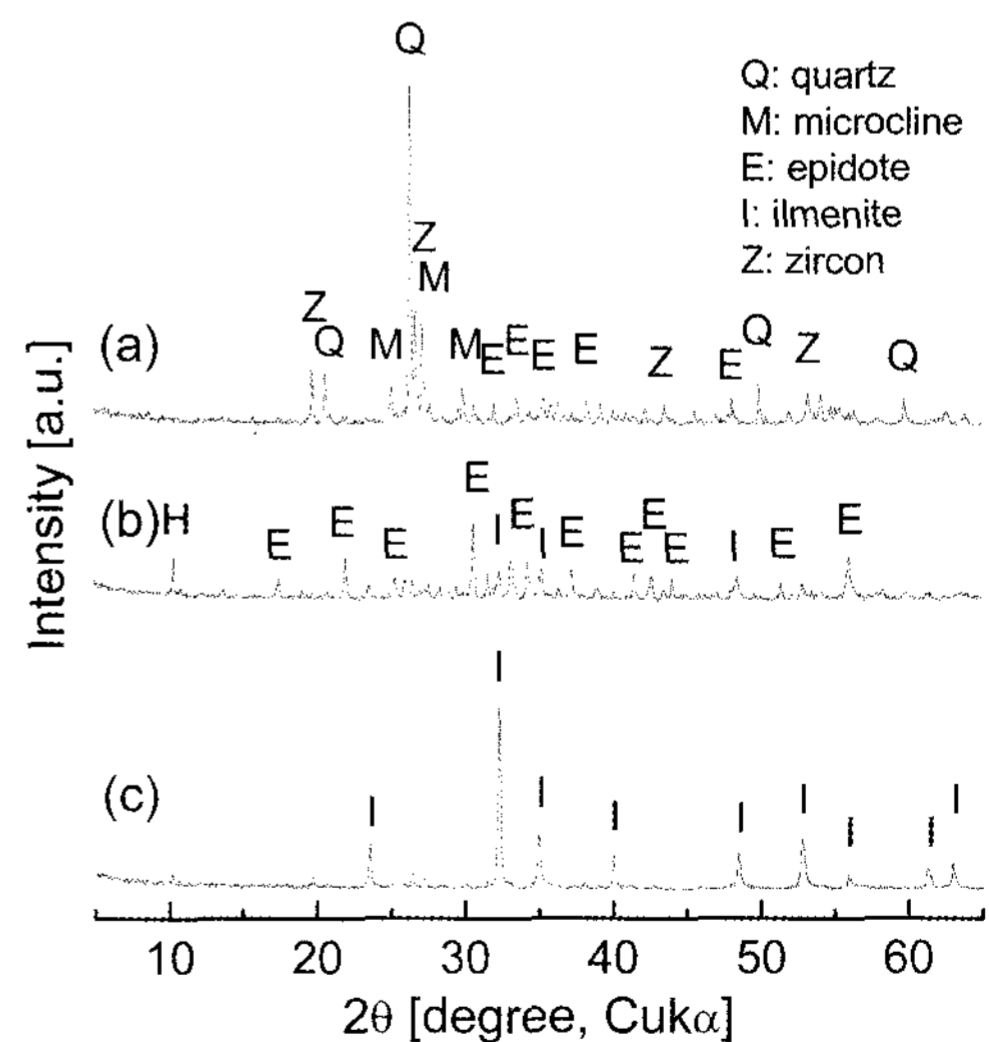 Q
Q: quartz
M: microcline
E: epidote
I: ilmenite
Z: zircon
Z
M
Z
Q
M
M
E
E
E
E
Z
E
Q
Z
Q
(a)
(b)
H
E
E
E
E
I
E
I
E
E
E
E
I
E
E
(c)
I
I
I
I
I
I
I
I
I
Intensity [a.u.]
10 20 30 40 50 60
2θ [degree, Cukα]